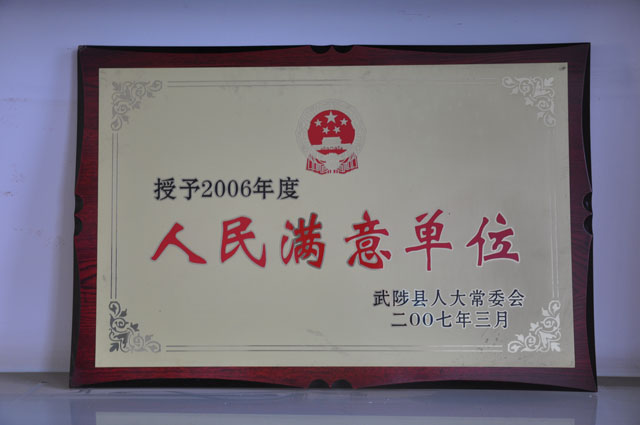 授予2006年度
人民满意单位
武陟县人大常委会
二00七年三月